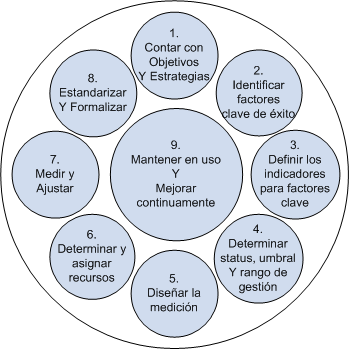 1.
Contar con
Objetivos
Y Estrategias
2.
Identificar
factores
clave de éxito
3.
Definir los
indicadores
para factores
clave
4.
Determinar
status, umbral
Y rango de
gestión
5.
Diseñar la
medición
6.
Determinar y
asignar
recursos
7.
Medir y
Ajustar
8.
Estandarizar
Y Formalizar
9.
Mantener en uso
Y
Mejorar
continuamente